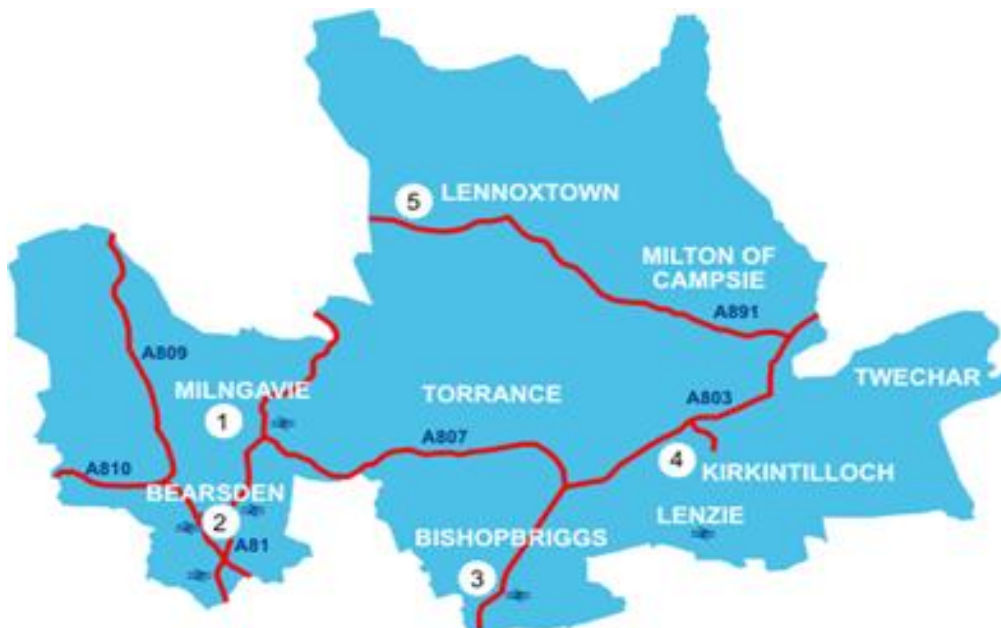 5
LENNOXTOWN
MILTON OF
CAMPSIE
A891
A809
MILNGAVIE
TORRANCE
A803
TWECHAR
1
A807
4
A810
KIRKINTILLOCH
BEARSDEN
2
LENZIE
BISHOPBRIGGS
A81
3